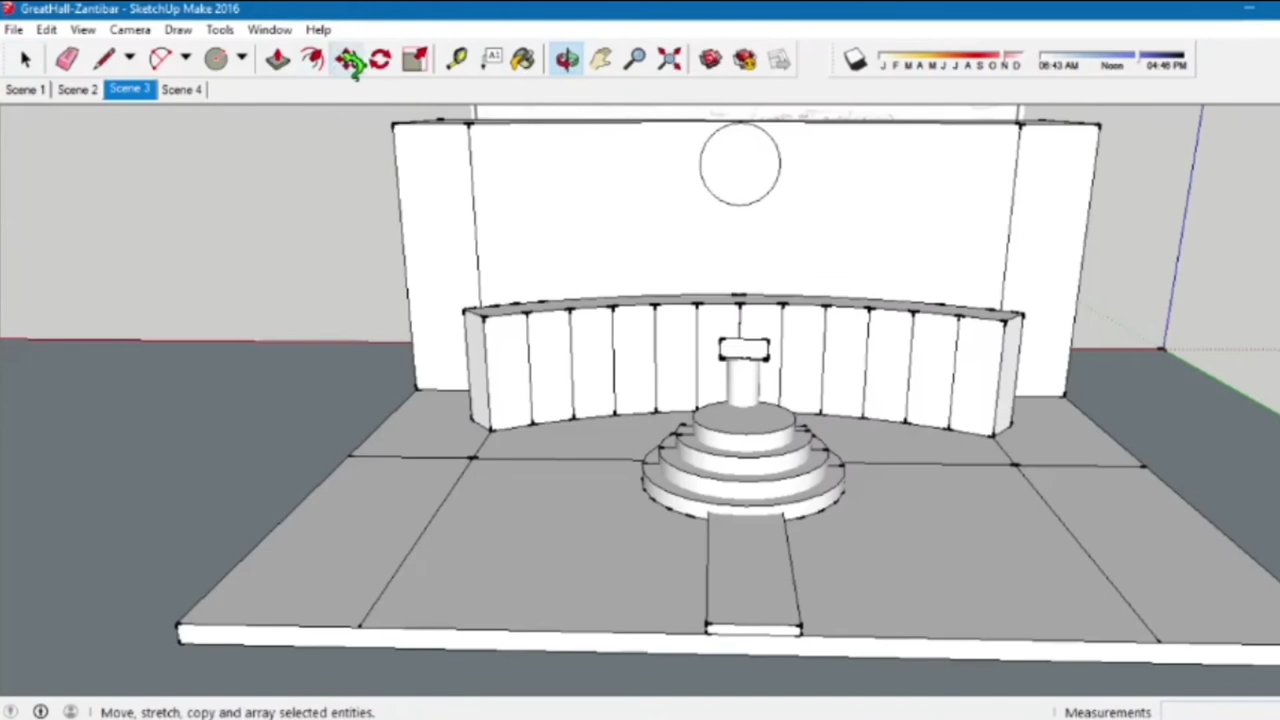 GreatHall-Zantibar - SketchUp Make 2016
File Edit View Camera Draw Tools Window Help
A1
J F M A M J J A S O N D
06:43 AM Noon 04:46 PM
Scene 1 Scene 2 Scene 3 Scene 4
Move, stretch, copy and array selected entities.
Measurements